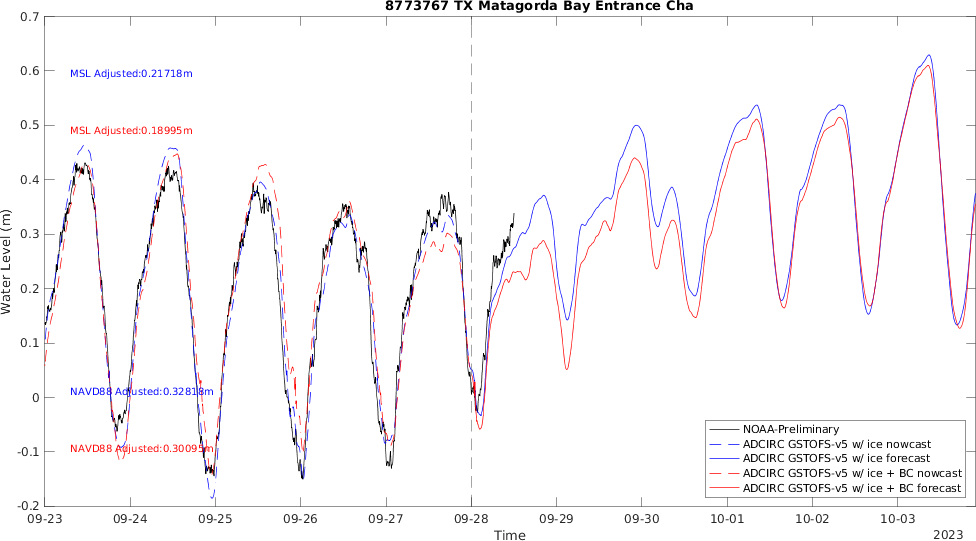 8773767 TX Matagorda Bay Entrance Cha
0.7
0.6
0.5
0.4
0.3
0.2
0.1
0
-0.1
-0.2
Water Level (m)
MSL Adjusted:0.21718m
MSL Adjusted:0.18995m
NAVD88 Adjusted:0.32818m
NAVD88 Adjusted:0.30095m
NOAA-Preliminary
ADCIRC GSTOFS-v5 w/ ice nowcast
ADCIRC GSTOFS-v5 w/ ice forecast
ADCIRC GSTOFS-v5 w/ ice + BC nowcast
ADCIRC GSTOFS-v5 w/ ice + BC forecast
09-23 09-24 09-25 09-26 09-27 09-28 09-29 09-30 10-01 10-02 10-03
Time
2023